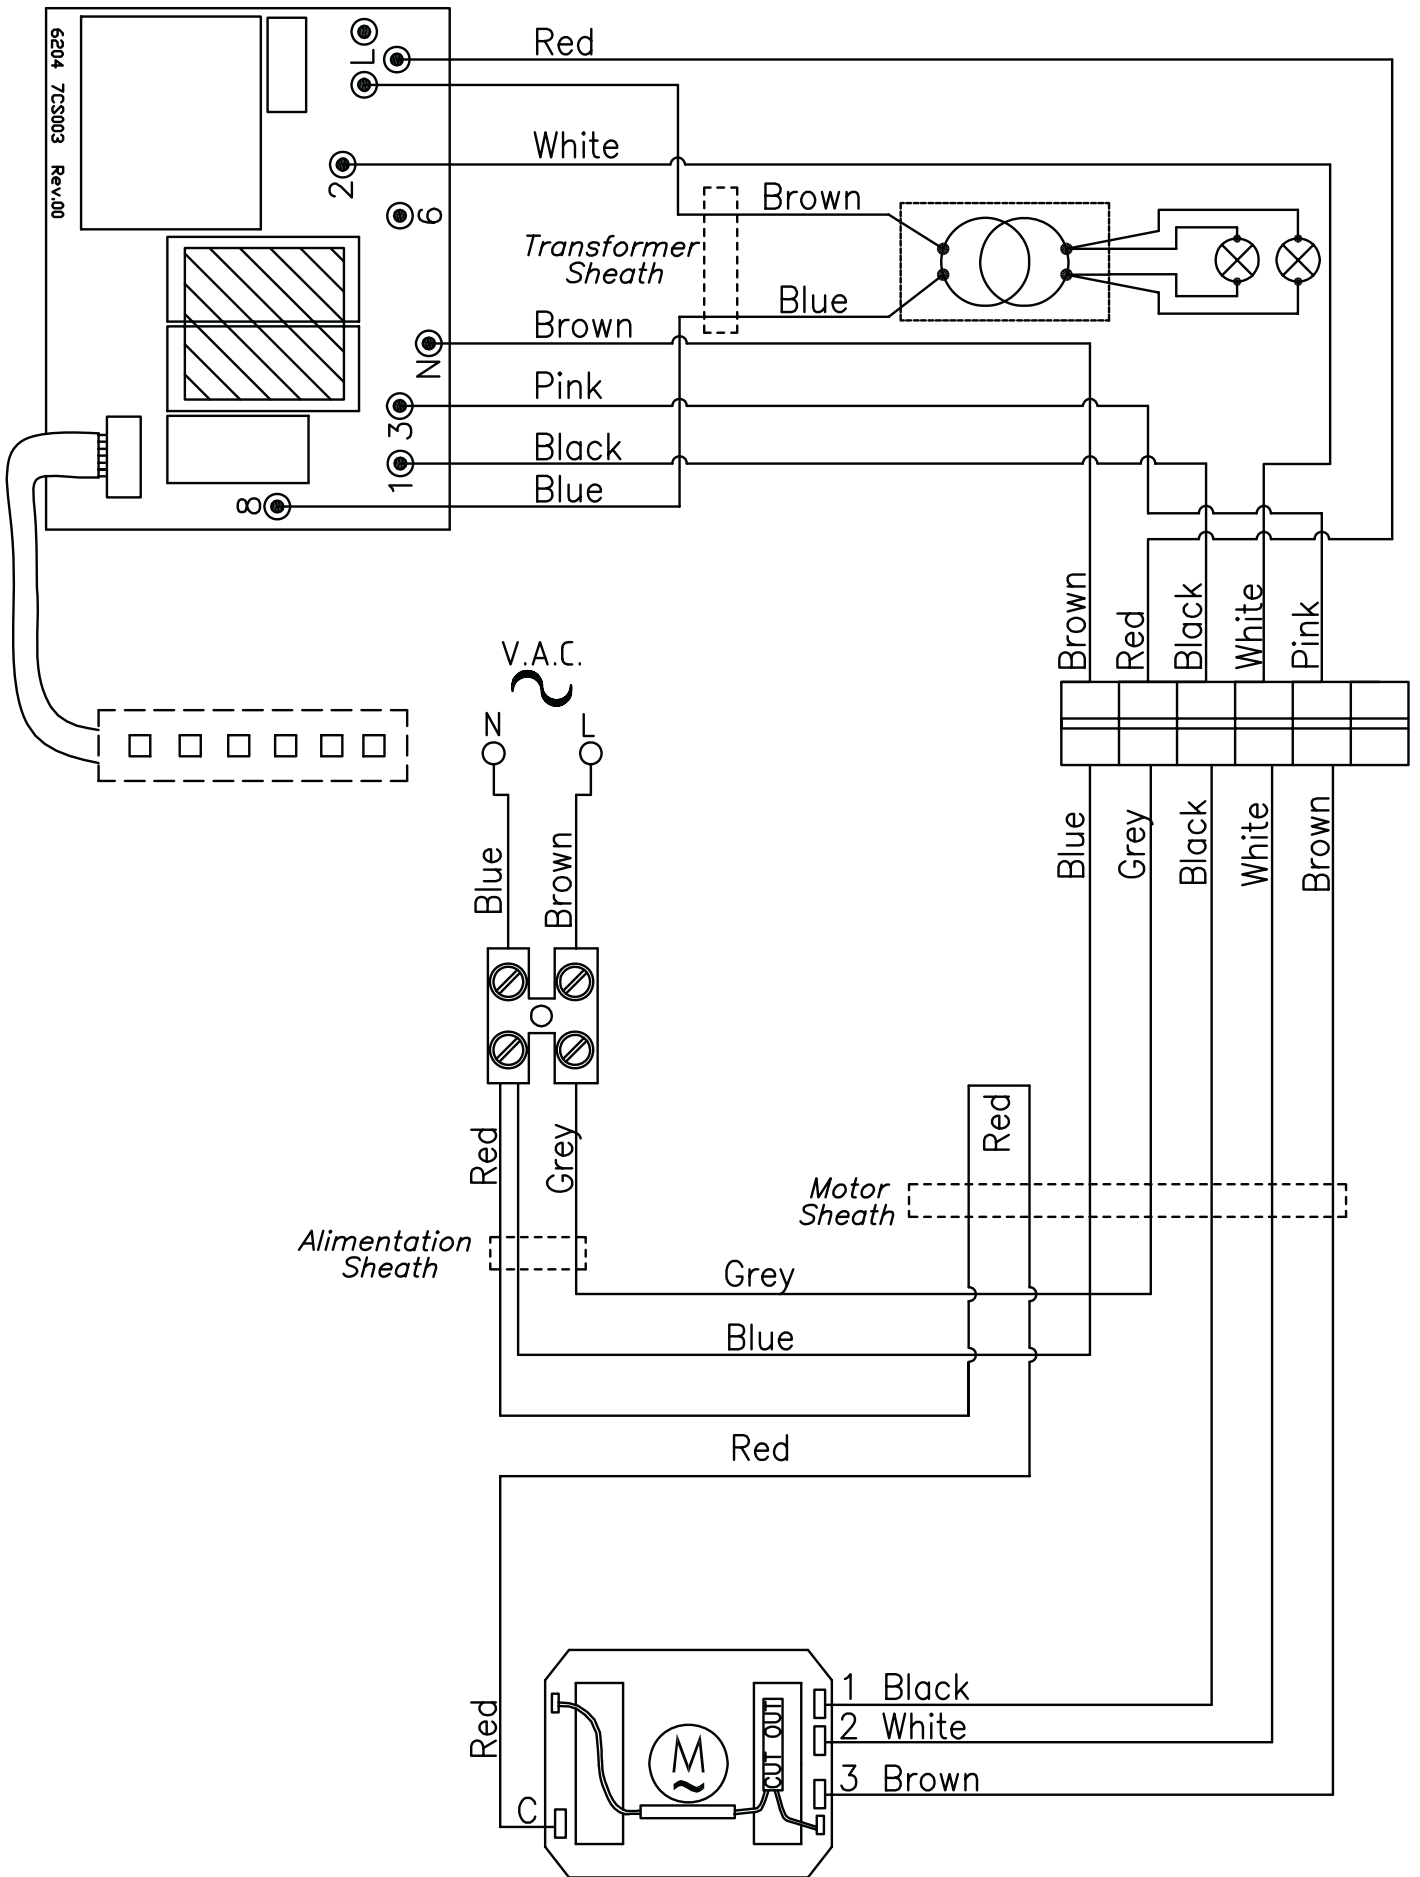 6204 7CS003 Rev.00
L
Red
2
White
6
Brown
Transformer
Sheath
Blue
N
Brown
3
Pink
1
Black
8
Blue
Brown
Red
Black
White
Pink
V.A.C.
N
L
Blue
Brown
Blue
Grey
Black
White
Brown
Red
Grey
Red
Motor
Sheath
Alimentation
Sheath
Grey
Blue
Red
Red
C
M
CUT OUT
1 Black
2 White
3 Brown